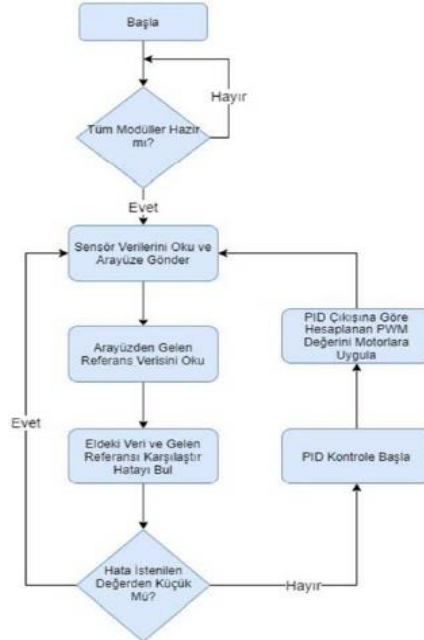 Başla
Hayır
Tüm Modüller Hazir
mı?
Evet
Sensör Verilerini Oku ve
Arayüze Gönder
PID Çıkışına Göre
Hesaplanan PWM
Değerini Motorlara
Uygula
Arayüzden Gelen
Referans Verisini Oku
Evet
Eldeki Veri ve Gelen
Referansı Karşılaştır
Hatayı Bul
PID Kontrole Başla
Hata İstenilen
Değerden Küçük
Mü?
Hayır